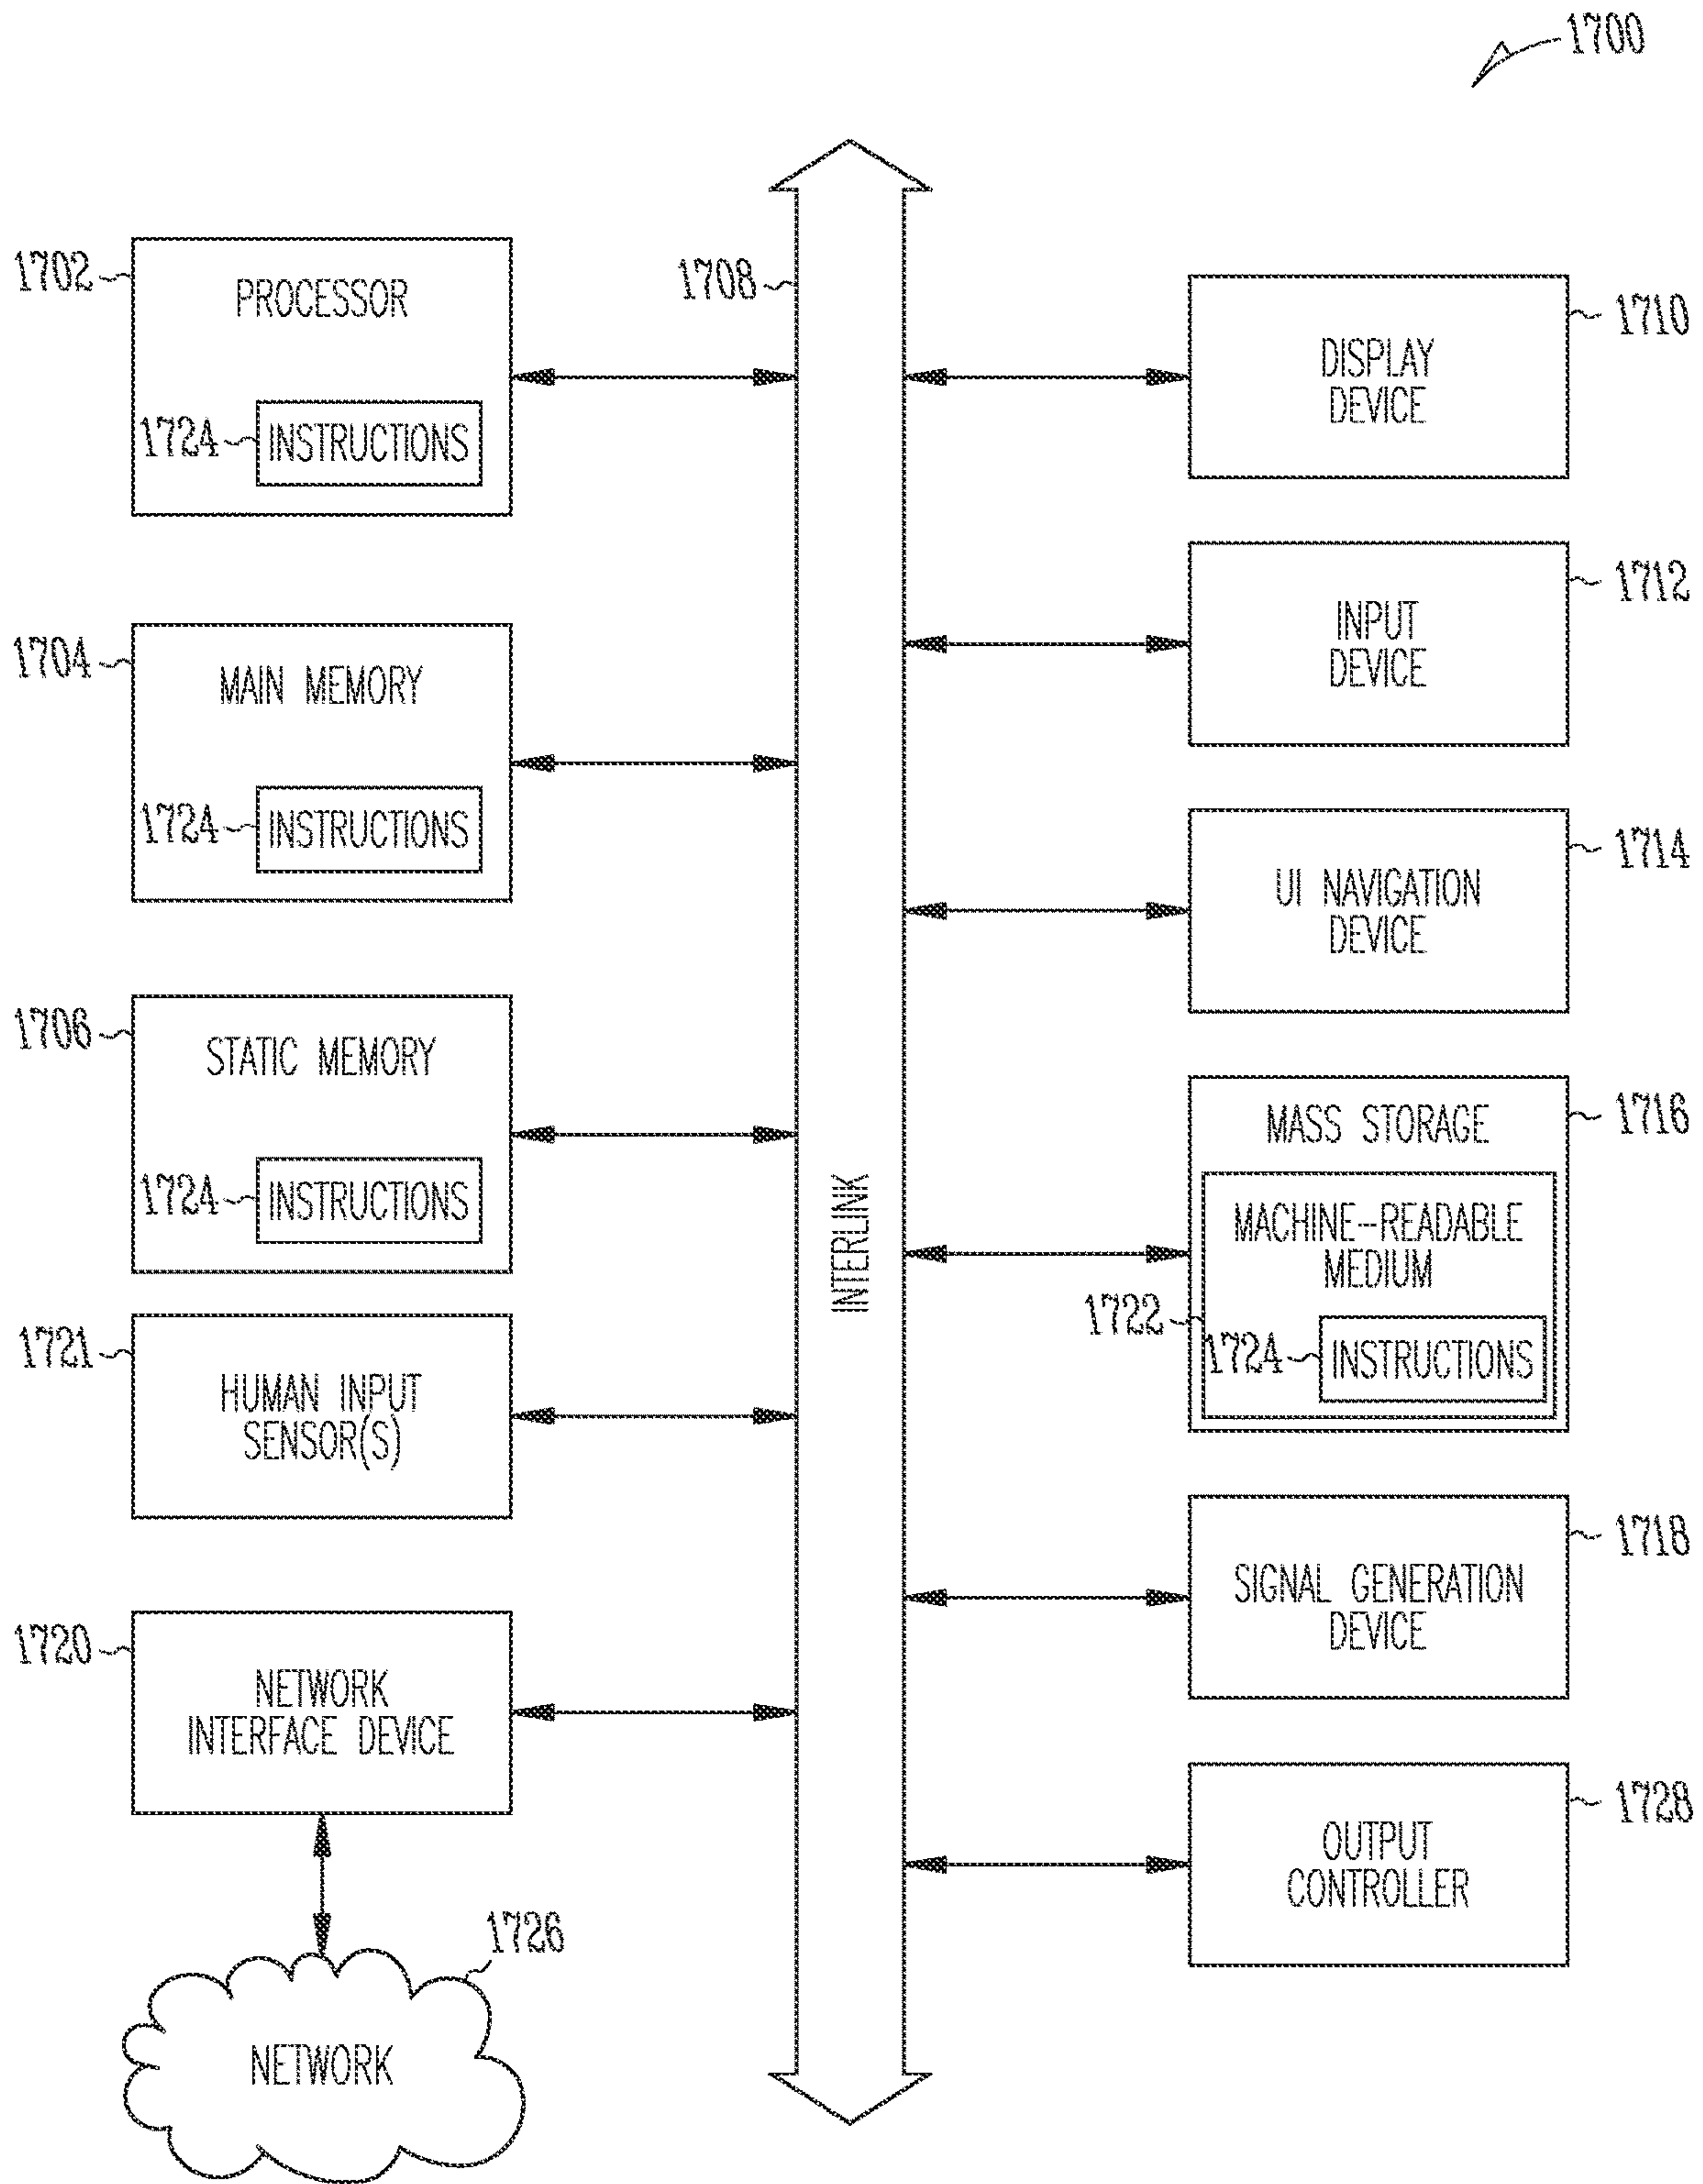 1700
1702
PROCESSOR
1724
INSTRUCTIONS
1704
MAIN MEMORY
1724
INSTRUCTIONS
1706
STATIC MEMORY
1724
INSTRUCTIONS
1721
HUMAN INPUT
SENSOR(S)
1720
NETWORK
INTERFACE DEVICE
1726
NETWORK
1708
INTERLINK
1710
DISPLAY
DEVICE
1712
INPUT
DEVICE
1714
UI NAVIGATION
DEVICE
1716
MASS STORAGE
MACHINE-READABLE
MEDIUM
1722
1724
INSTRUCTIONS
1718
SIGNAL GENERATION
DEVICE
1728
OUTPUT
CONTROLLER